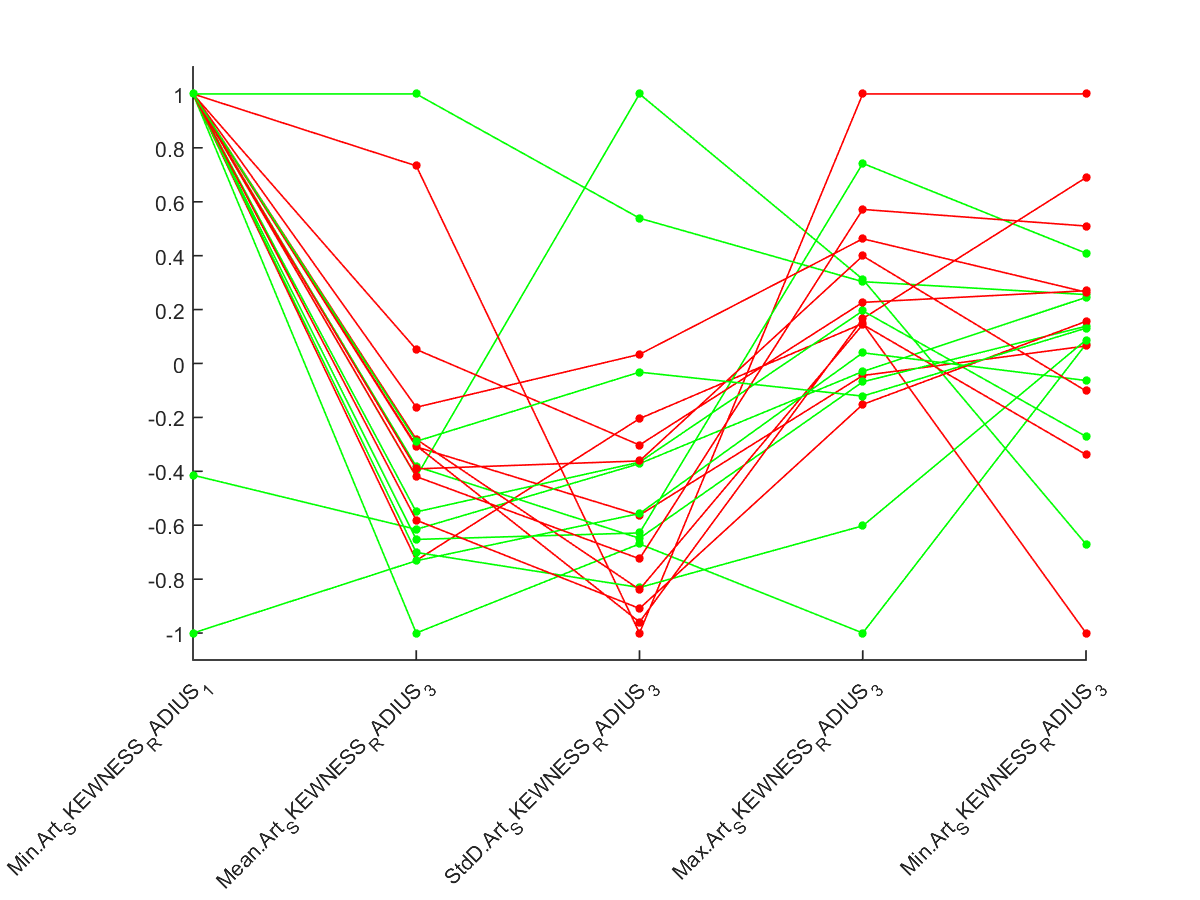 1
0.8
0.6
0.4
0.2
0
-0.2
-0.4
-0.6
-0.8
-1
Min.Art_SKEWNESS_RADIUS_1
Mean.Art_SKEWNESS_RADIUS_3
StdD.Art_SKEWNESS_RADIUS_3
Max.Art_SKEWNESS_RADIUS_3
Min.Art_SKEWNESS_RADIUS_3